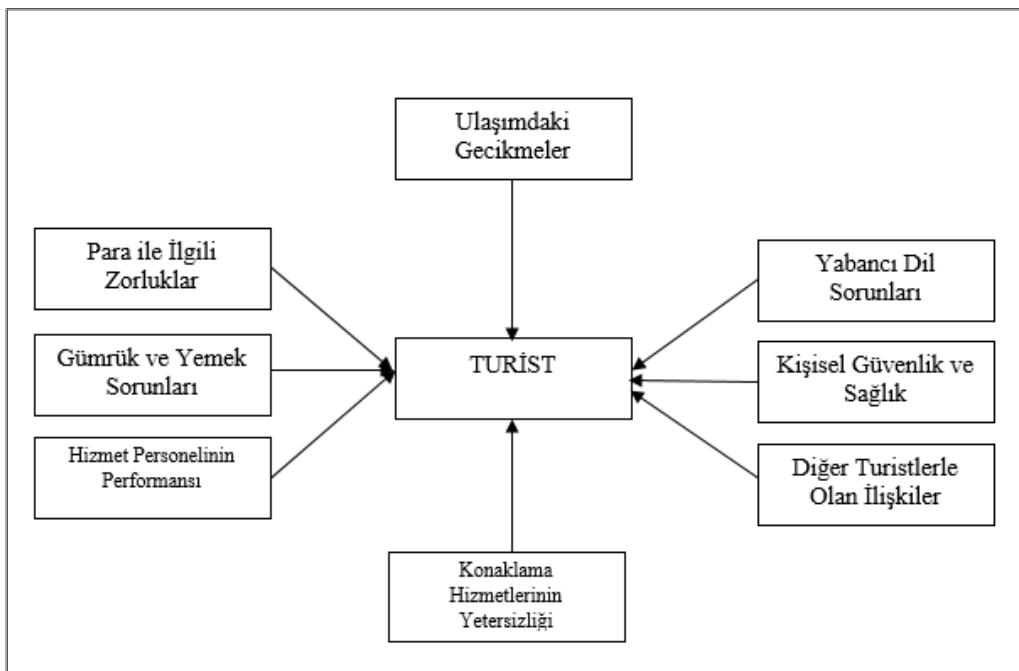 Ulaşımdaki
Gecikmeler
Para ile İlgili
Zorluklar
Yabancı Dil
Sorunları
Gümrük ve Yemek
Sorunları
TURİST
Kişisel Güvenlik ve
Sağlık
Hizmet Personelinin
Performansı
Diğer Turistlerle
Olan İlişkiler
Konaklama
Hizmetlerinin
Yetersizliği